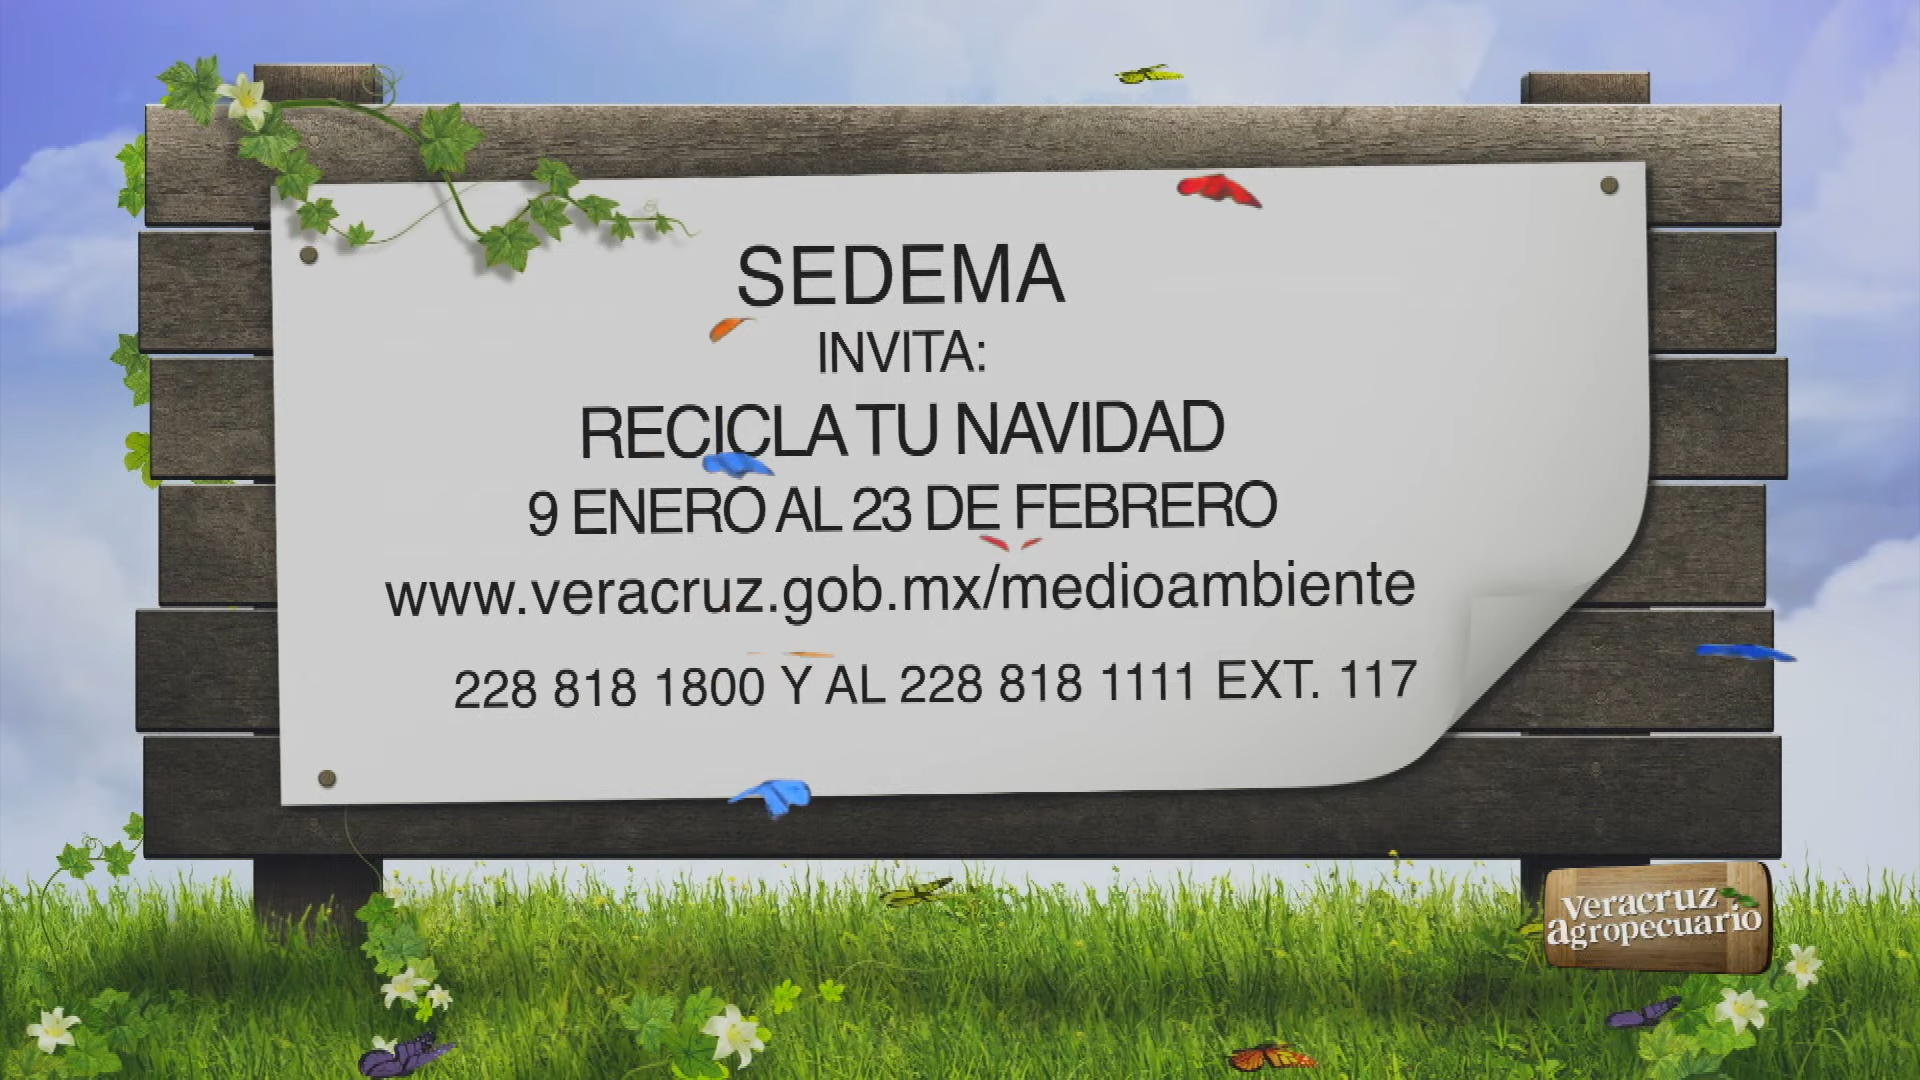 SEDEMA
INVITA:
RECICLA TU NAVIDAD
9 ENERO AL 23 DE FEBRERO
www.veracruz.gob.mx/medioambiente
228 818 1800 Y AL 228 818 1111 EXT. 117
veracruz
agropecuario